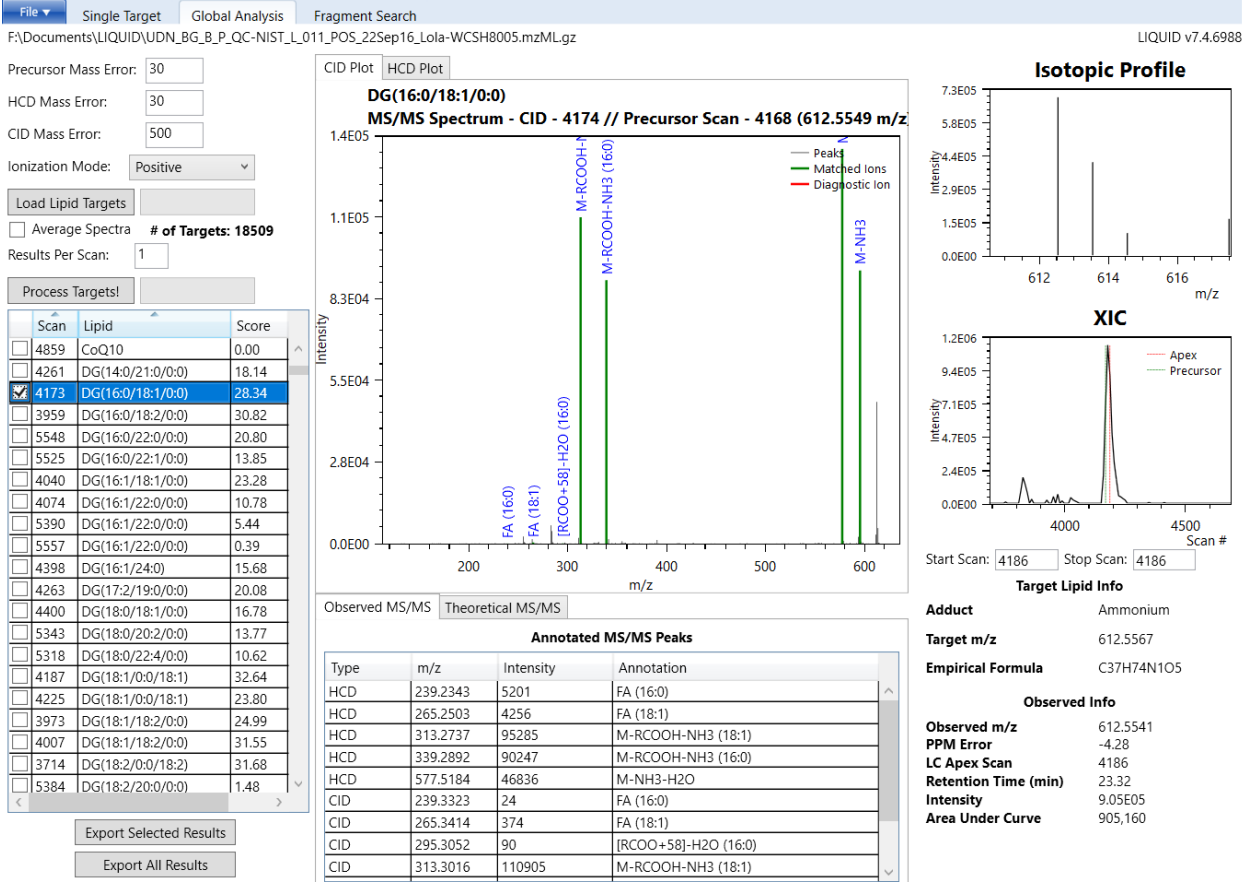 File ▼ Single Target Global Analysis Fragment Search
F:\Documents\LIQUID\UDN_BG_B_P_QC-NIST_L_011_POS_22Sep16_Lola-WCSH8005.mzML.gz LIQUID v7.4.6988
Precursor Mass Error: 30
HCD Mass Error: 30
CID Mass Error: 500
Ionization Mode: Positive
Load Lipid Targets
Average Spectra # of Targets: 18509
Results Per Scan: 1
Process Targets!
Scan Lipid Score
4859 CoQ10 0.00
4261 DG(14:0/21:0/0:0) 18.14
4173 DG(16:0/18:1/0:0) 28.34
3959 DG(16:0/18:2/0:0) 30.82
5548 DG(16:0/22:0/0:0) 20.80
5525 DG(16:0/22:1/0:0) 13.85
4040 DG(16:1/18:1/0:0) 23.28
4074 DG(16:1/22:0/0:0) 10.78
5390 DG(16:1/22:0/0:0) 5.44
5557 DG(16:1/22:0/0:0) 0.39
4398 DG(16:1/24:0) 15.68
4263 DG(17:2/19:0/0:0) 20.08
4400 DG(18:0/18:1/0:0) 16.78
5343 DG(18:0/20:2/0:0) 13.77
5318 DG(18:0/22:4/0:0) 10.62
4187 DG(18:1/0:0/18:1) 32.64
4225 DG(18:1/0:0/18:1) 23.80
3973 DG(18:1/18:2/0:0) 24.99
4007 DG(18:1/18:2/0:0) 31.55
3714 DG(18:2/0:0/18:2) 31.68
5384 DG(18:2/20:0/0:0) 1.48
Export Selected Results
Export All Results
CID Plot HCD Plot
DG(16:0/18:1/0:0)
MS/MS Spectrum - CID - 4174 // Precursor Scan - 4168 (612.5549 m/z)
1.4E05
1.1E05
8.3E04
5.5E04
2.8E04
0.0E00
Intensity
FA (16:0)
FA (18:1)
[RCOO+58]-H2O (16:0)
M-RCOOH-N
M-RCOOH-NH3 (16:0)
M
M-NH3
Peaks
Matched Ions
Diagnostic Ion
200 300 400 500 600
m/z
Observed MS/MS Theoretical MS/MS
Annotated MS/MS Peaks
Type m/z Intensity Annotation
HCD 239.2343 5201 FA (16:0)
HCD 265.2503 4256 FA (18:1)
HCD 313.2737 95285 M-RCOOH-NH3 (18:1)
HCD 339.2892 90247 M-RCOOH-NH3 (16:0)
HCD 577.5184 46836 M-NH3-H2O
CID 239.3323 24 FA (16:0)
CID 265.3414 374 FA (18:1)
CID 295.3052 90 [RCOO+58]-H2O (16:0)
CID 313.3016 110905 M-RCOOH-NH3 (18:1)
Isotopic Profile
7.3E05
5.8E05
4.4E05
2.9E05
1.5E05
0.0E00
Intensity
612 614 616
m/z
XIC
1.2E06
9.4E05
7.1E05
4.7E05
2.4E05
0.0E00
Intensity
Apex
Precursor
4000 4500
Scan #
Start Scan: 4186 Stop Scan: 4186
Target Lipid Info
Adduct Ammonium
Target m/z 612.5567
Empirical Formula C37H74N1O5
Observed Info
Observed m/z 612.5541
PPM Error -4.28
LC Apex Scan 4186
Retention Time (min) 23.32
Intensity 9.05E05
Area Under Curve 905,160